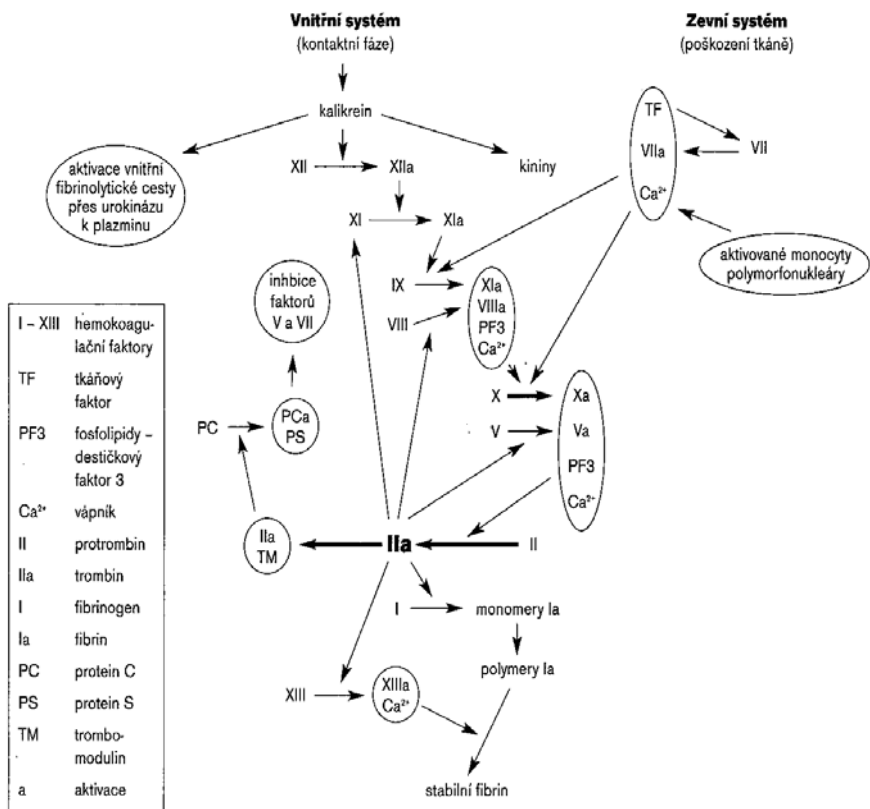 Vnitřní systém
(kontaktní fáze)
Zevní systém
(poškození tkáně)
kalikrein
TF
VIIa
Ca²⁺
VII
aktivace vnitřní
fibrinolytické cesty
přes urokinázu
k plazminu
XII
XIIa
kininy
XI
XIa
aktivované monocyty
polymorfonukleáry
inhbice
faktorů
V a VII
IX
VIII
XIa
VIIIa
PF3
Ca²⁺
X
Xa
V
Va
PF3
Ca²⁺
PC
PCa
PS
IIa
TM
IIa
II
I
monomery Ia
polymery Ia
XIII
XIIIa
Ca²⁺
stabilní fibrin
I – XIII hemokoagu-
lační faktory
TF tkáňový
faktor
PF3 fosfolipidy –
destičkový
faktor 3
Ca²⁺ vápník
II protrombin
IIa trombin
I fibrinogen
Ia fibrin
PC protein C
PS protein S
TM trombo-
modulin
a aktivace